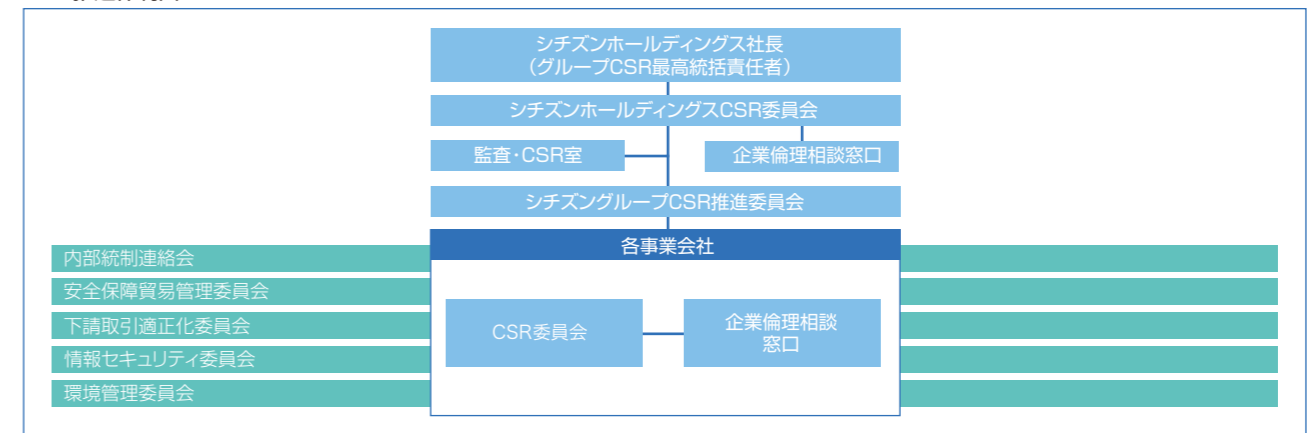 シチズンホールディングス社長
（グループCSR最高統括責任者）
シチズンホールディングスCSR委員会
監査・CSR室
企業倫理相談窓口
シチズングループCSR推進委員会
各事業会社
内部統制連絡会
安全保障貿易管理委員会
下請取引適正化委員会
情報セキュリティ委員会
環境管理委員会
CSR委員会
企業倫理相談
窓口